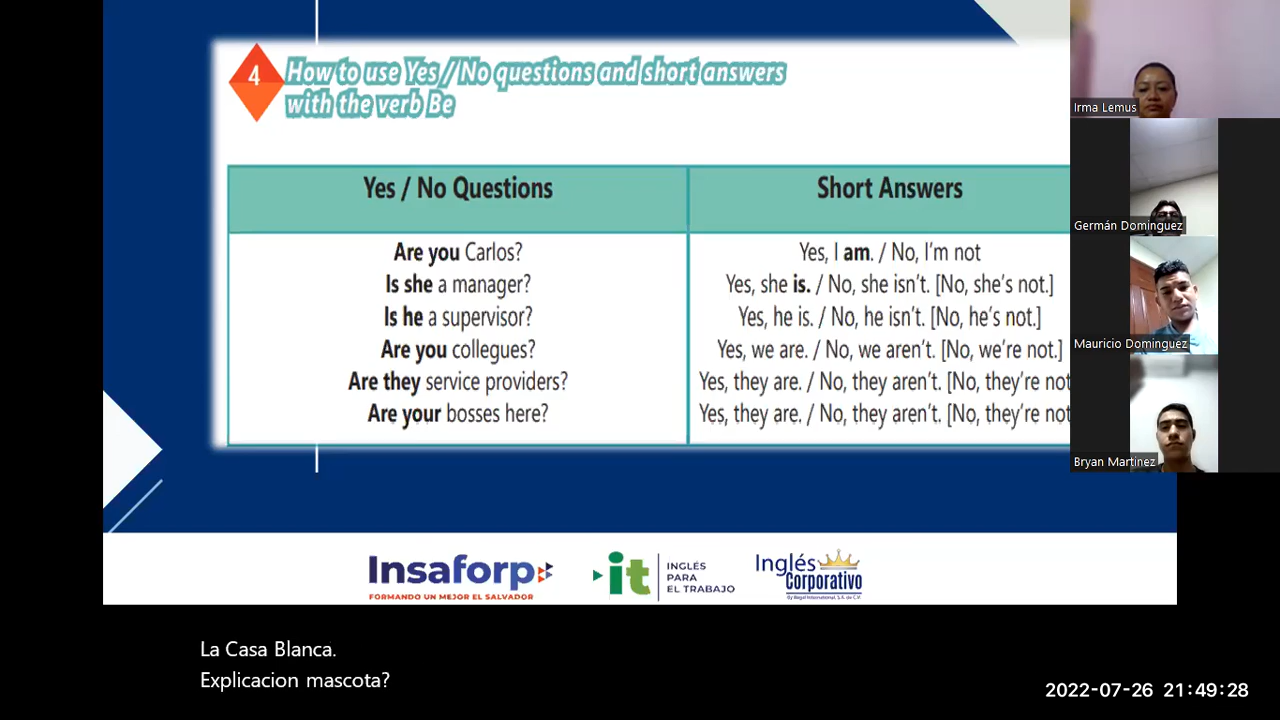 4
How to use Yes / No questions and short answers
with the verb Be
Yes / No Questions
Short Answers
Are you Carlos?
Yes, I am. / No, I'm not
Is she a manager?
Yes, she is. / No, she isn't. [No, she's not.]
Is he a supervisor?
Yes, he is. / No, he isn't. [No, he's not.]
Are you collegues?
Yes, we are. / No, we aren't. [No, we're not.]
Are they service providers?
Yes, they are. / No, they aren't. [No, they're not
Are your bosses here?
Yes, they are. / No, they aren't. [No, they're not
Irma Lemus
Germán Dominguez
Mauricio Dominguez
Bryan Martinez
Insaforp
FORMANDO UN MEJOR EL SALVADOR
it
INGLÉS
PARA
EL TRABAJO
Inglés
Corporativo
By Illegal International, S.A. de C.V.
La Casa Blanca.
Explicacion mascota?
2022-07-26 21:49:28